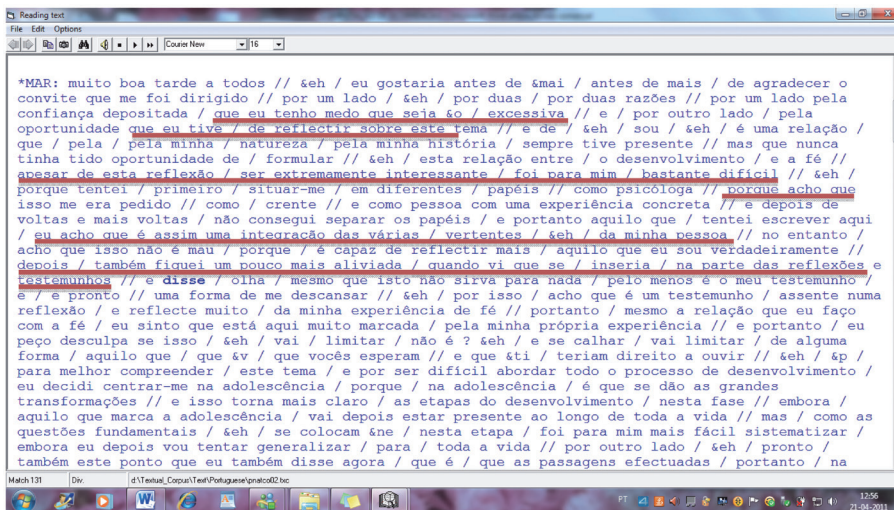 Reading text
File Edit Options
Courier New 16
*MAR: muito boa tarde a todos // &eh / eu gostaria antes de &mai / antes de mais / de agradecer o
convite que me foi dirigido // por um lado / &eh / por duas / por duas razões // por um lado pela
confiança depositada / que eu tenho medo que seja &o / excessiva // e / por outro lado / pela
oportunidade que eu tive / de reflectir sobre este tema // e de / &eh / sou / &eh / é uma relação /
que / pela / pela minha / natureza / pela minha história / sempre tive presente // mas que nunca
tinha tido oportunidade de / formular // &eh / esta relação entre / o desenvolvimento / e a fé //
apesar de esta reflexão / ser extremamente interessante / foi para mim / bastante difícil // &eh /
porque tentei / primeiro / situar-me / em diferentes / papéis // como psicóloga // porque acho que
isso me era pedido // como / crente // e como pessoa com uma experiência concreta // e depois de
voltas e mais voltas / não consegui separar os papéis / e portanto aquilo que / tentei escrever aqui
/ eu acho que é assim uma integração das várias / vertentes / &eh / da minha pessoa // no entanto /
acho que isso não é mau / porque / é capaz de reflectir mais / aquilo que eu sou verdadeiramente //
depois / também fiquei um pouco mais aliviada / quando vi que se / inseria / na parte das reflexões e
testemunhos // e disse / olha / mesmo que isto não sirva para nada / pelo menos é o meu testemunho /
e / e pronto // uma forma de me descansar // &eh / por isso / acho que é um testemunho / assente numa
reflexão / e reflecte muito / da minha experiência de fé // portanto / mesmo a relação que eu faço
com a fé / eu sinto que está aqui muito marcada / pela minha própria experiência // e portanto / eu
peço desculpa se isso / &eh / vai / limitar / não é ? &eh / e se calhar / vai limitar / de alguma
forma / aquilo que / que &v / que vocês esperam // e que &ti / teriam direito a ouvir // &eh / &p /
para melhor compreender / este tema / e por ser difícil abordar todo o processo de desenvolvimento /
eu decidi centrar-me na adolescência / porque / na adolescência / é que se dão as grandes
transformações // e isso torna mais claro / as etapas do desenvolvimento / nesta fase // embora /
aquilo que marca a adolescência / vai depois estar presente ao longo de toda a vida // mas / como as
questões fundamentais / &eh / se colocam &ne / nesta etapa / foi para mim mais fácil sistematizar /
embora eu depois vou tentar generalizar / para / toda a vida // por outro lado / &eh / pronto /
também este ponto que eu também disse agora / que é / que as passagens efectuadas / portanto / na
Match 131 Div. d:\Textual_Corpus\Text\Portuguese\pnatco02.txc
PT 12:56
21-04-2011